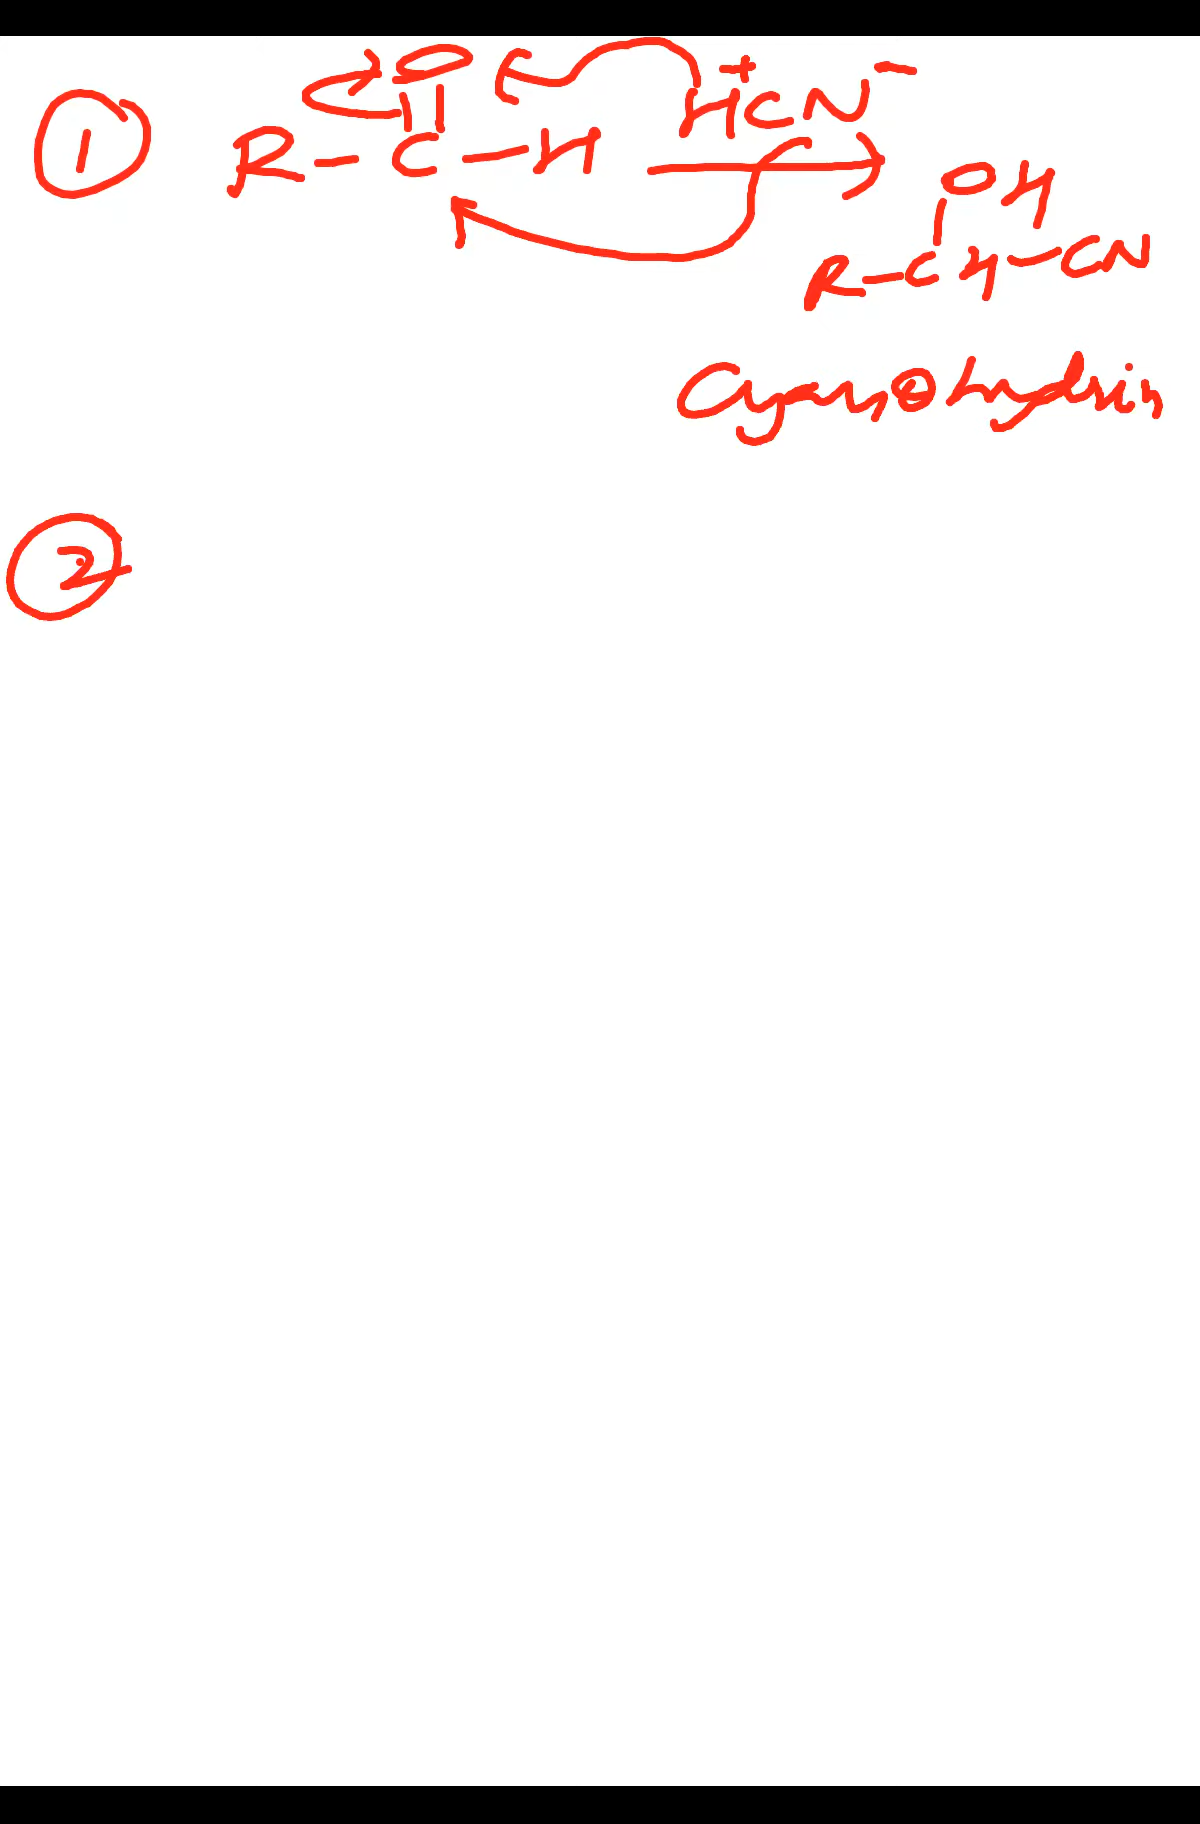 1
O
||
R - C - H
H⁺CN⁻
OH
|
R - CH - CN
Cyanohydrin
2